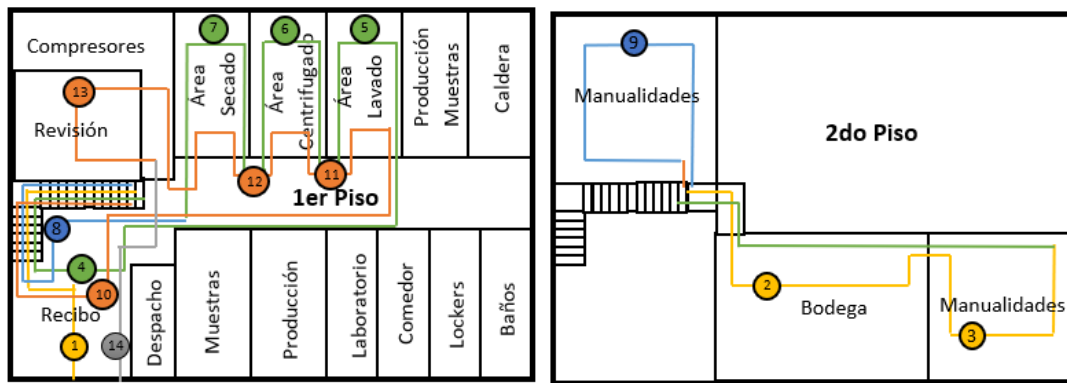 7
6
5
9
Compresores
Área
Secado
Área
Centrifugado
Área
Lavado
Producción
Muestras
Caldera
13
Revisión
Manualidades
2do Piso
12
11
1er Piso
8
4
10
Recibo
1
14
Despacho
Muestras
Producción
Laboratorio
Comedor
Lockers
Baños
2
Bodega
Manualidades
3